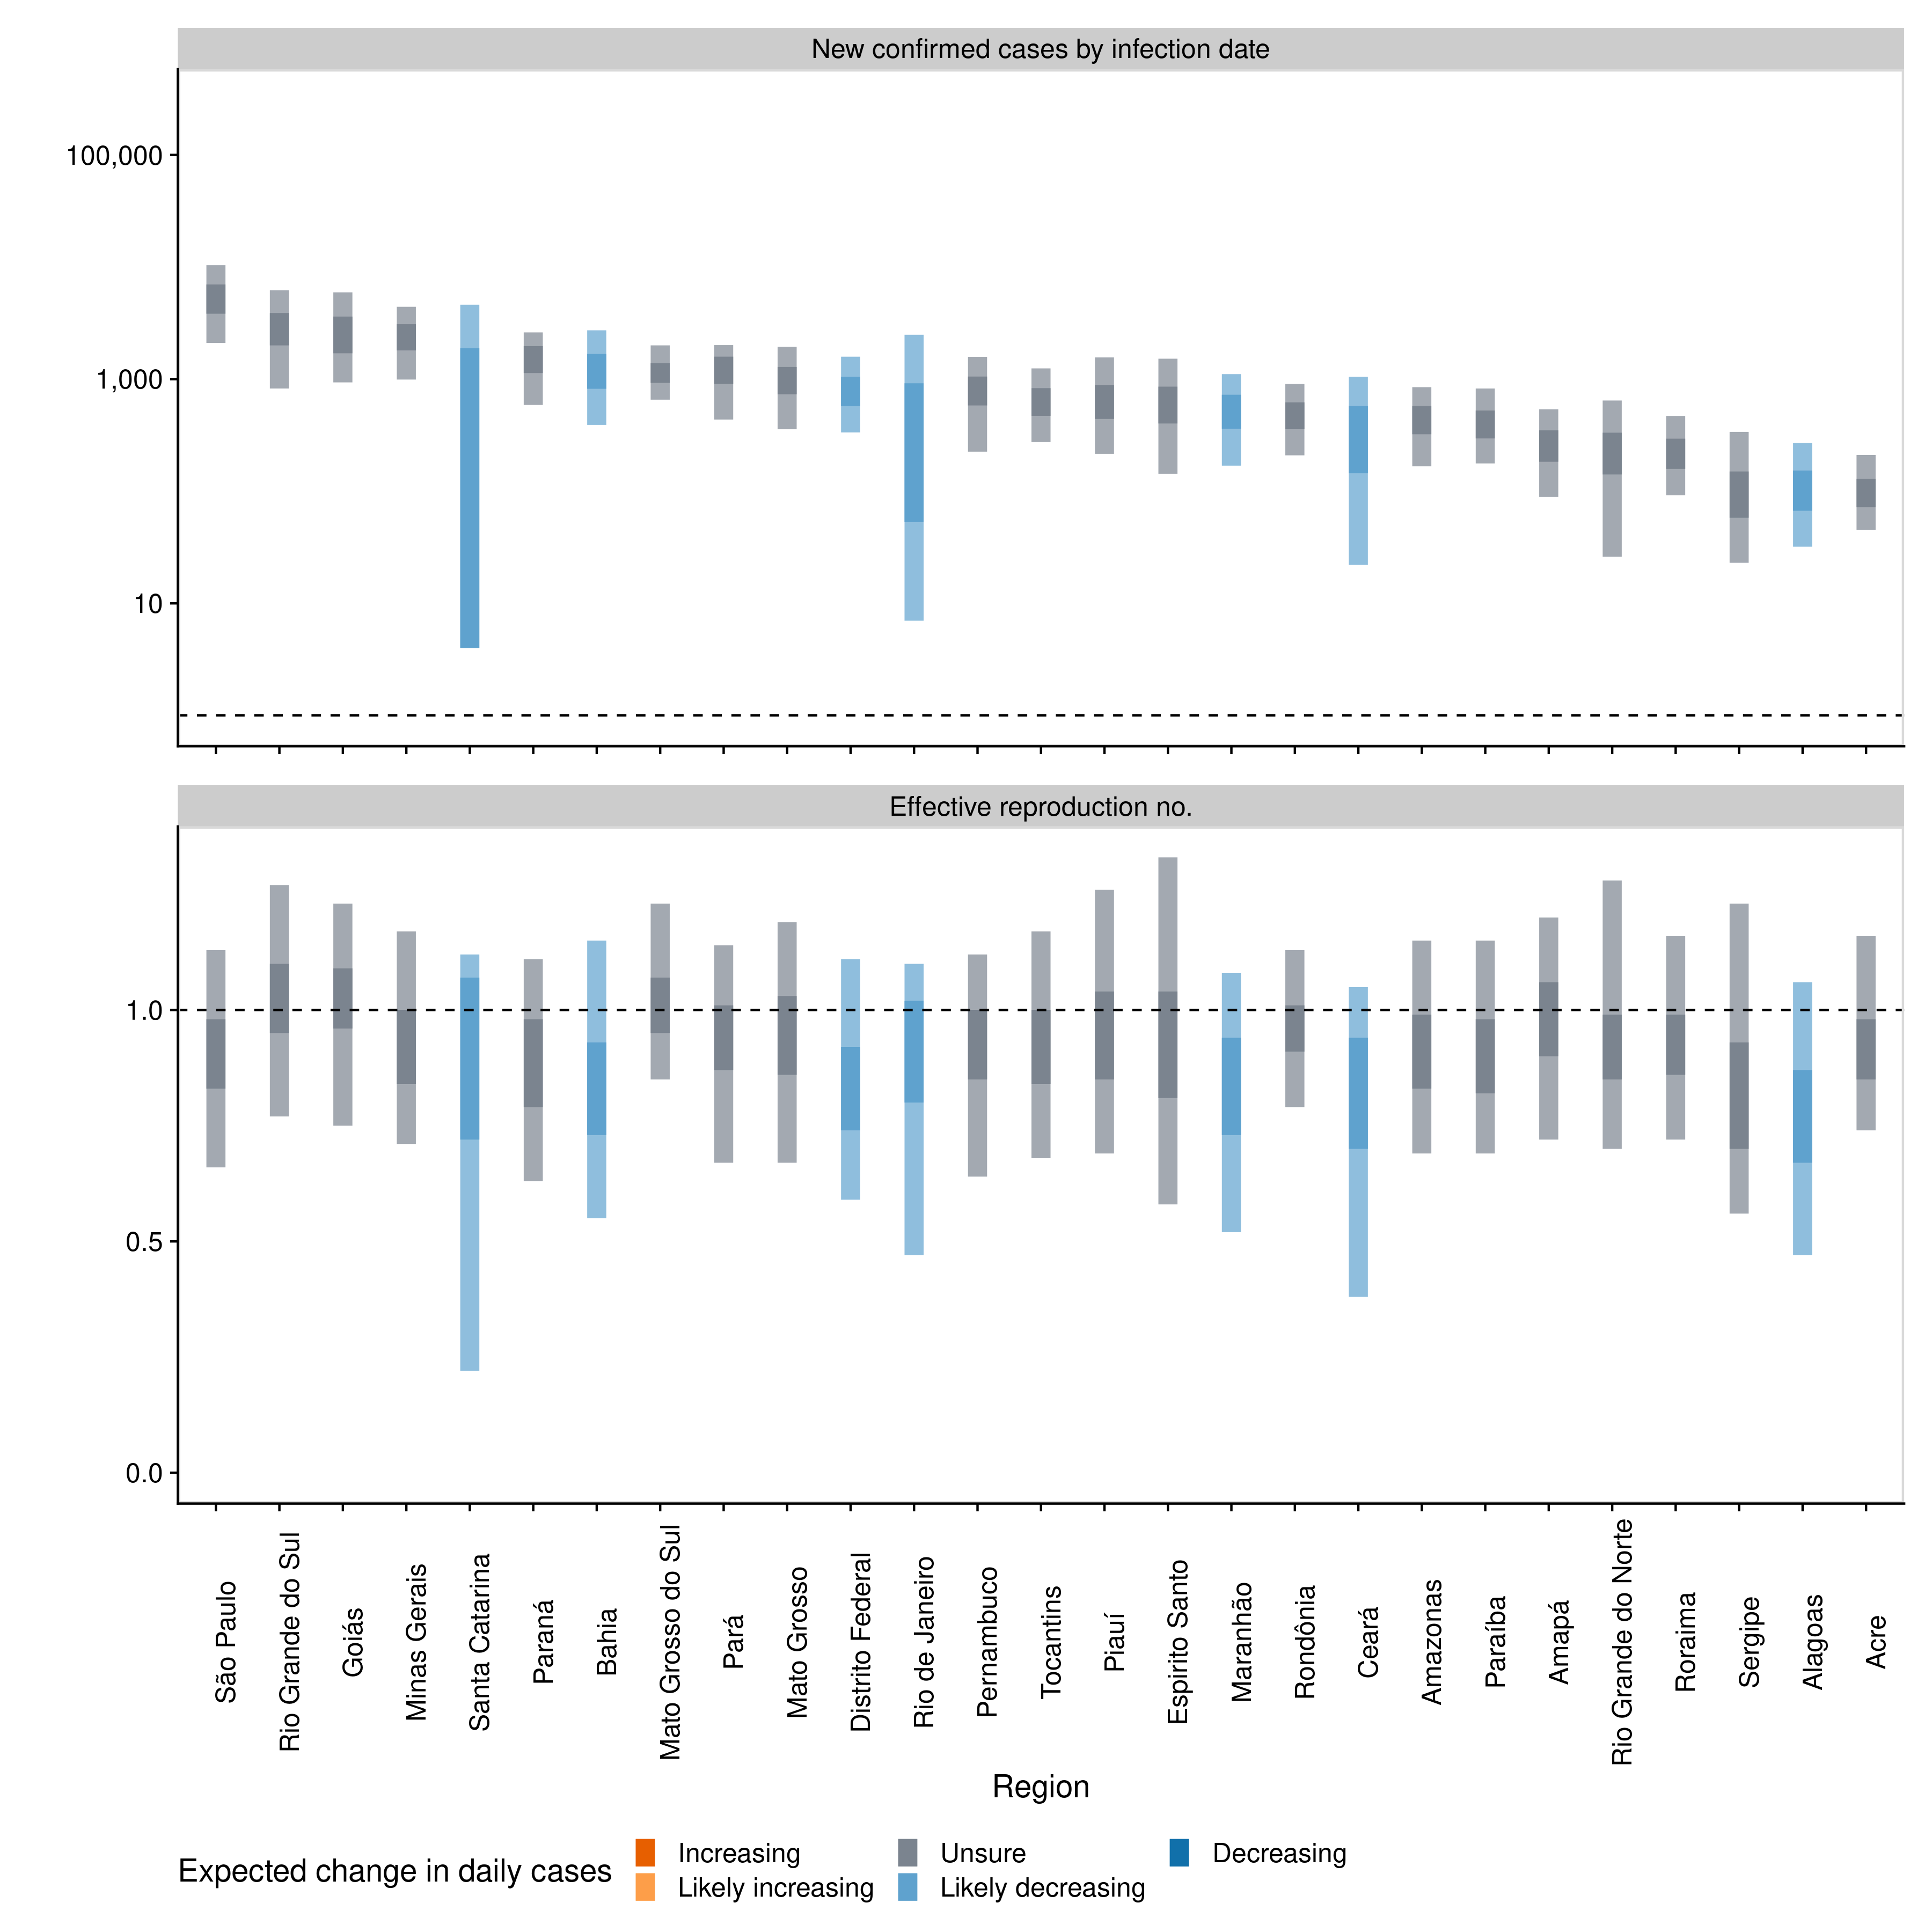 New confirmed cases by infection date
100,000
1,000
10
Effective reproduction no.
1.0
0.5
0.0
São Paulo
Rio Grande do Sul
Goiás
Minas Gerais
Santa Catarina
Paraná
Bahia
Mato Grosso do Sul
Pará
Mato Grosso
Distrito Federal
Rio de Janeiro
Pernambuco
Tocantins
Piauí
Espirito Santo
Maranhão
Rondônia
Ceará
Amazonas
Paraíba
Amapá
Rio Grande do Norte
Roraima
Sergipe
Alagoas
Acre
Region
Expected change in daily cases
Increasing
Likely increasing
Unsure
Likely decreasing
Decreasing